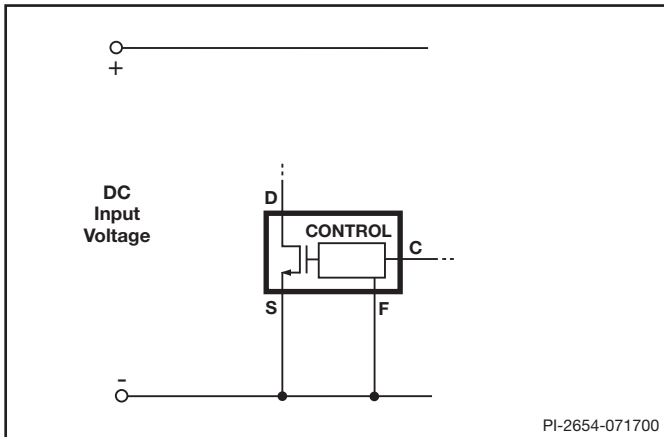 +
DC
Input
Voltage
D
CONTROL
C
S
F
-
PI-2654-071700